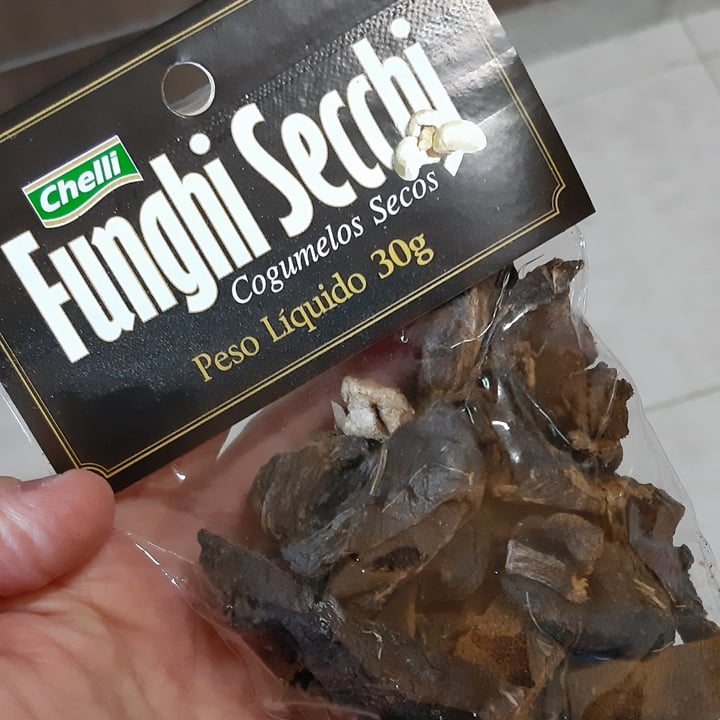 Chelli
Funghi Secchi
Cogumelos Secos
Peso Líquido 30g